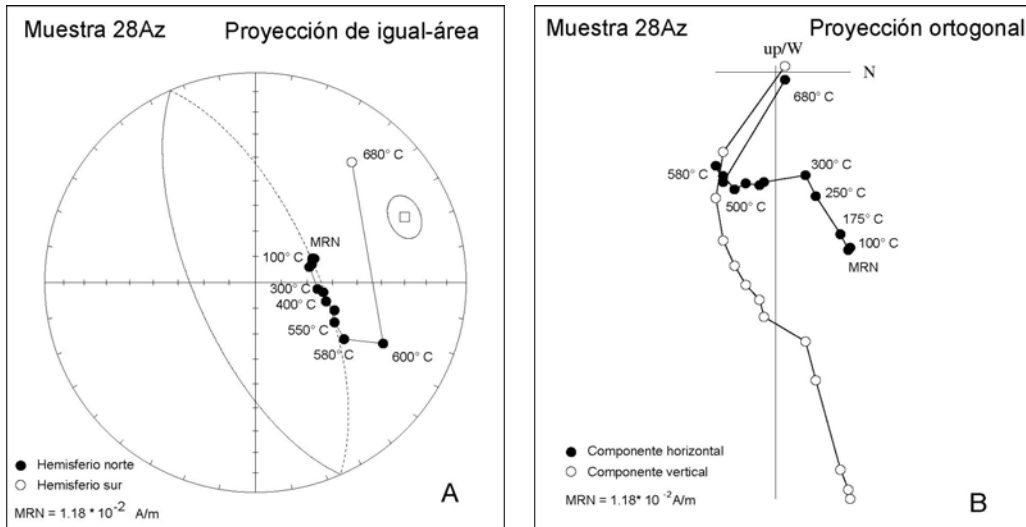 Muestra 28Az Proyección de igual-área
680° C
MRN
100° C
300° C
400° C
550° C
580° C
600° C
Hemisferio norte
Hemisferio sur
MRN = 1.18 * 10 -2 A/m
A
Muestra 28Az Proyección ortogonal
up/W
N
680° C
580° C
300° C
500° C
250° C
175° C
100° C
MRN
Componente horizontal
Componente vertical
MRN = 1.18* 10 -2 A/m
B